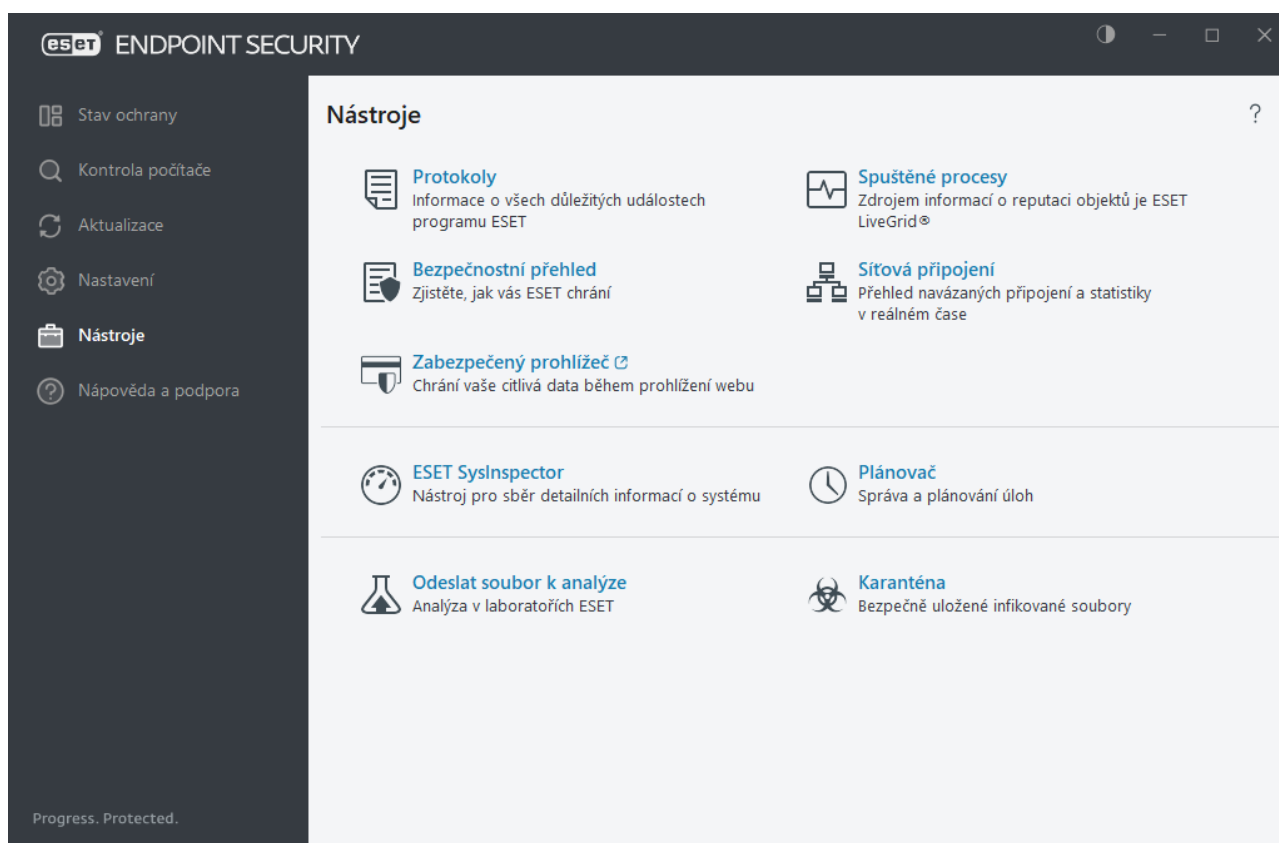 eset ENDPOINT SECURITY
Stav ochrany
Kontrola počítače
Aktualizace
Nastavení
Nástroje
Nápověda a podpora
Progress. Protected.
Nástroje
?
Protokoly
Informace o všech důležitých událostech
programu ESET
Spuštěné procesy
Zdrojem informací o reputaci objektů je ESET
LiveGrid®
Bezpečnostní přehled
Zjistěte, jak vás ESET chrání
Síťová připojení
Přehled navázaných připojení a statistiky
v reálném čase
Zabezpečený prohlížeč
Chrání vaše citlivá data během prohlížení webu
ESET SysInspector
Nástroj pro sběr detailních informací o systému
Plánovač
Správa a plánování úloh
Odeslat soubor k analýze
Analýza v laboratořích ESET
Karanténa
Bezpečně uložené infikované soubory